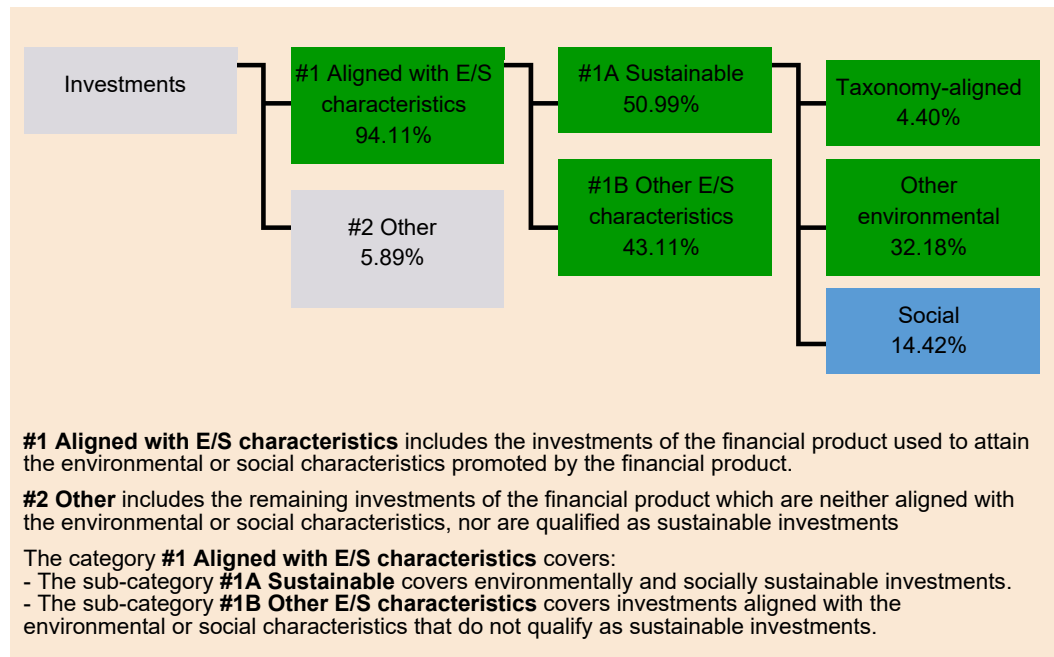 Investments
#1 Aligned with E/S
characteristics
94.11%
#2 Other
5.89%
#1A Sustainable
50.99%
#1B Other E/S
characteristics
43.11%
Taxonomy-aligned
4.40%
Other
environmental
32.18%
Social
14.42%
#1 Aligned with E/S characteristics includes the investments of the financial product used to attain
the environmental or social characteristics promoted by the financial product.
#2 Other includes the remaining investments of the financial product which are neither aligned with
the environmental or social characteristics, nor are qualified as sustainable investments
The category #1 Aligned with E/S characteristics covers:
- The sub-category #1A Sustainable covers environmentally and socially sustainable investments.
- The sub-category #1B Other E/S characteristics covers investments aligned with the
environmental or social characteristics that do not qualify as sustainable investments.